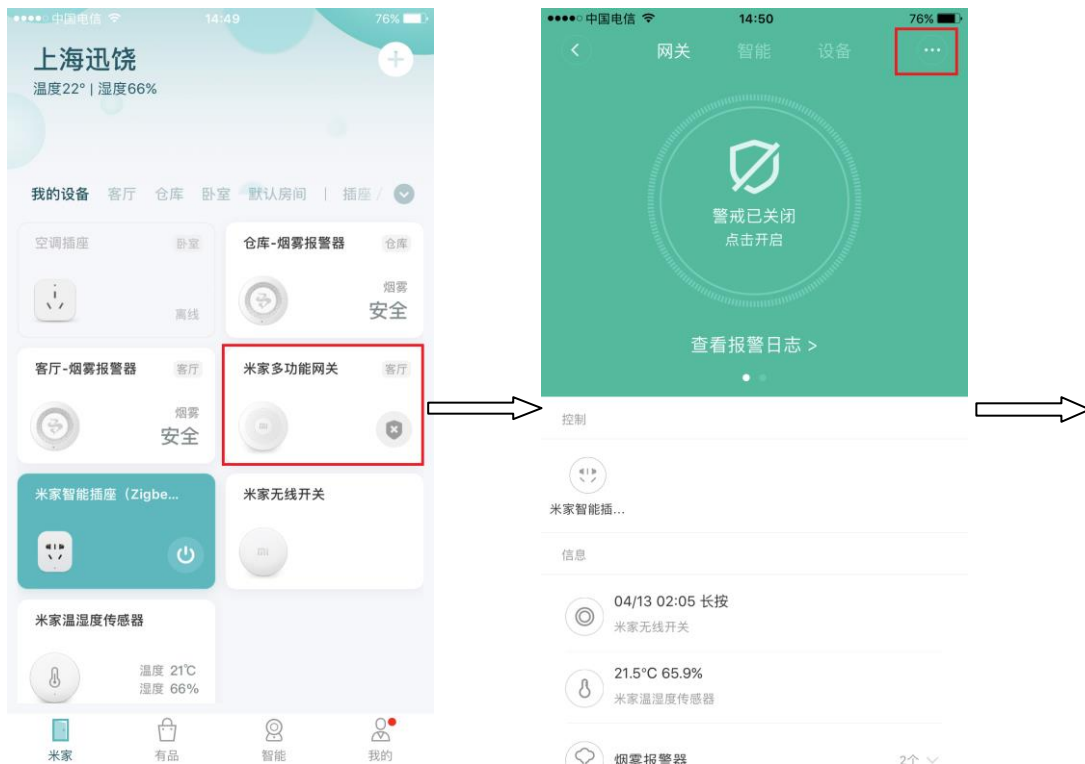 中国电信 14:49 76%
上海迅饶
温度22° | 湿度66%
我的设备 客厅 仓库 卧室 默认房间 | 插座 /
空调插座 卧室
离线
仓库-烟雾报警器 仓库
烟雾
安全
客厅-烟雾报警器 客厅
烟雾
安全
米家多功能网关 客厅
米家智能插座（Zigbe...
米家无线开关
米家温湿度传感器
温度 21℃
湿度 66%
米家 有品 智能 我的
中国电信 14:50 76%
网关 智能 设备
警戒已关闭
点击开启
查看报警日志 >
控制
米家智能插...
信息
04/13 02:05 长按
米家无线开关
21.5°C 65.9%
米家温湿度传感器
烟雾报警器 2个